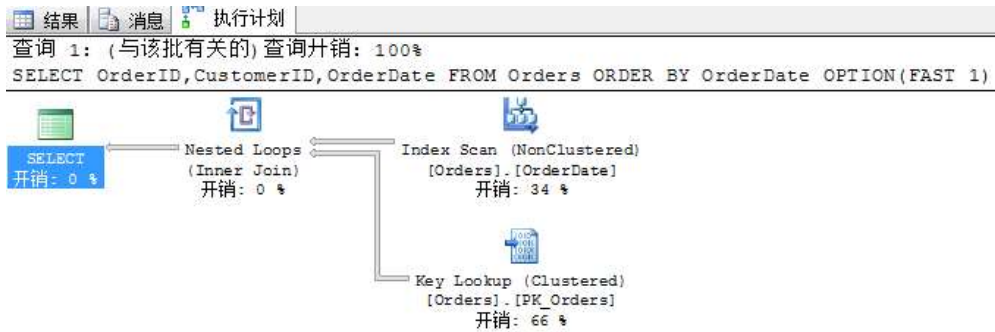 结果 消息 执行计划
查询 1: (与该批有关的)查询开销: 100%
SELECT OrderID,CustomerID,OrderDate FROM Orders ORDER BY OrderDate OPTION(FAST 1)
SELECT
开销: 0 %
Nested Loops
(Inner Join)
开销: 0 %
Index Scan (NonClustered)
[Orders].[OrderDate]
开销: 34 %
Key Lookup (Clustered)
[Orders].[PK_Orders]
开销: 66 %